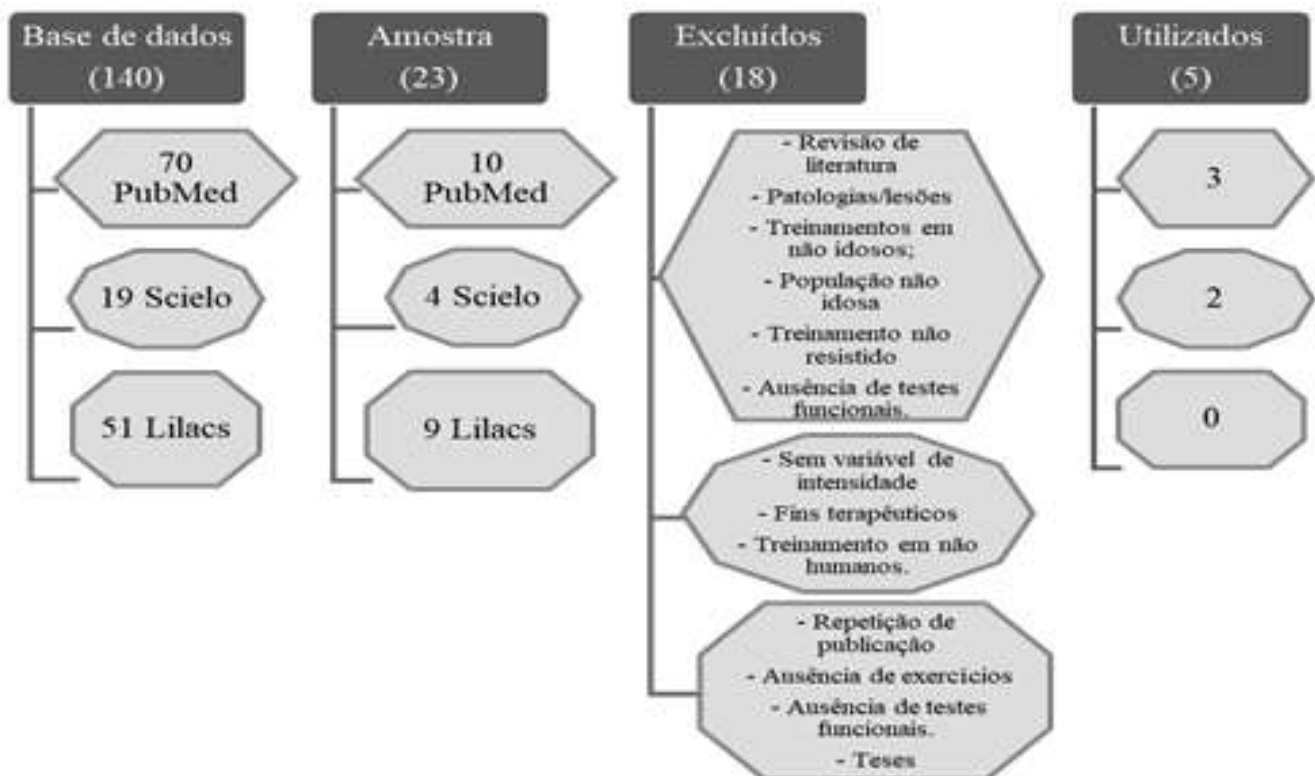 Base de dados
(140)
70
PubMed
19 Scielo
51 Lilacs
Amostra
(23)
10
PubMed
4 Scielo
9 Lilacs
Excluídos
(18)
- Revisão de
literatura
- Patologias/lesões
- Treinamentos em
não idosos;
- População não
idosa
- Treinamento não
resistido
- Ausência de testes
funcionais.
- Sem variável de
intensidade
- Fins terapêuticos
- Treinamento em não
humanos.
- Repetição de
publicação
- Ausência de exercícios
- Ausência de testes
funcionais.
- Teses
Utilizados
(5)
3
2
0